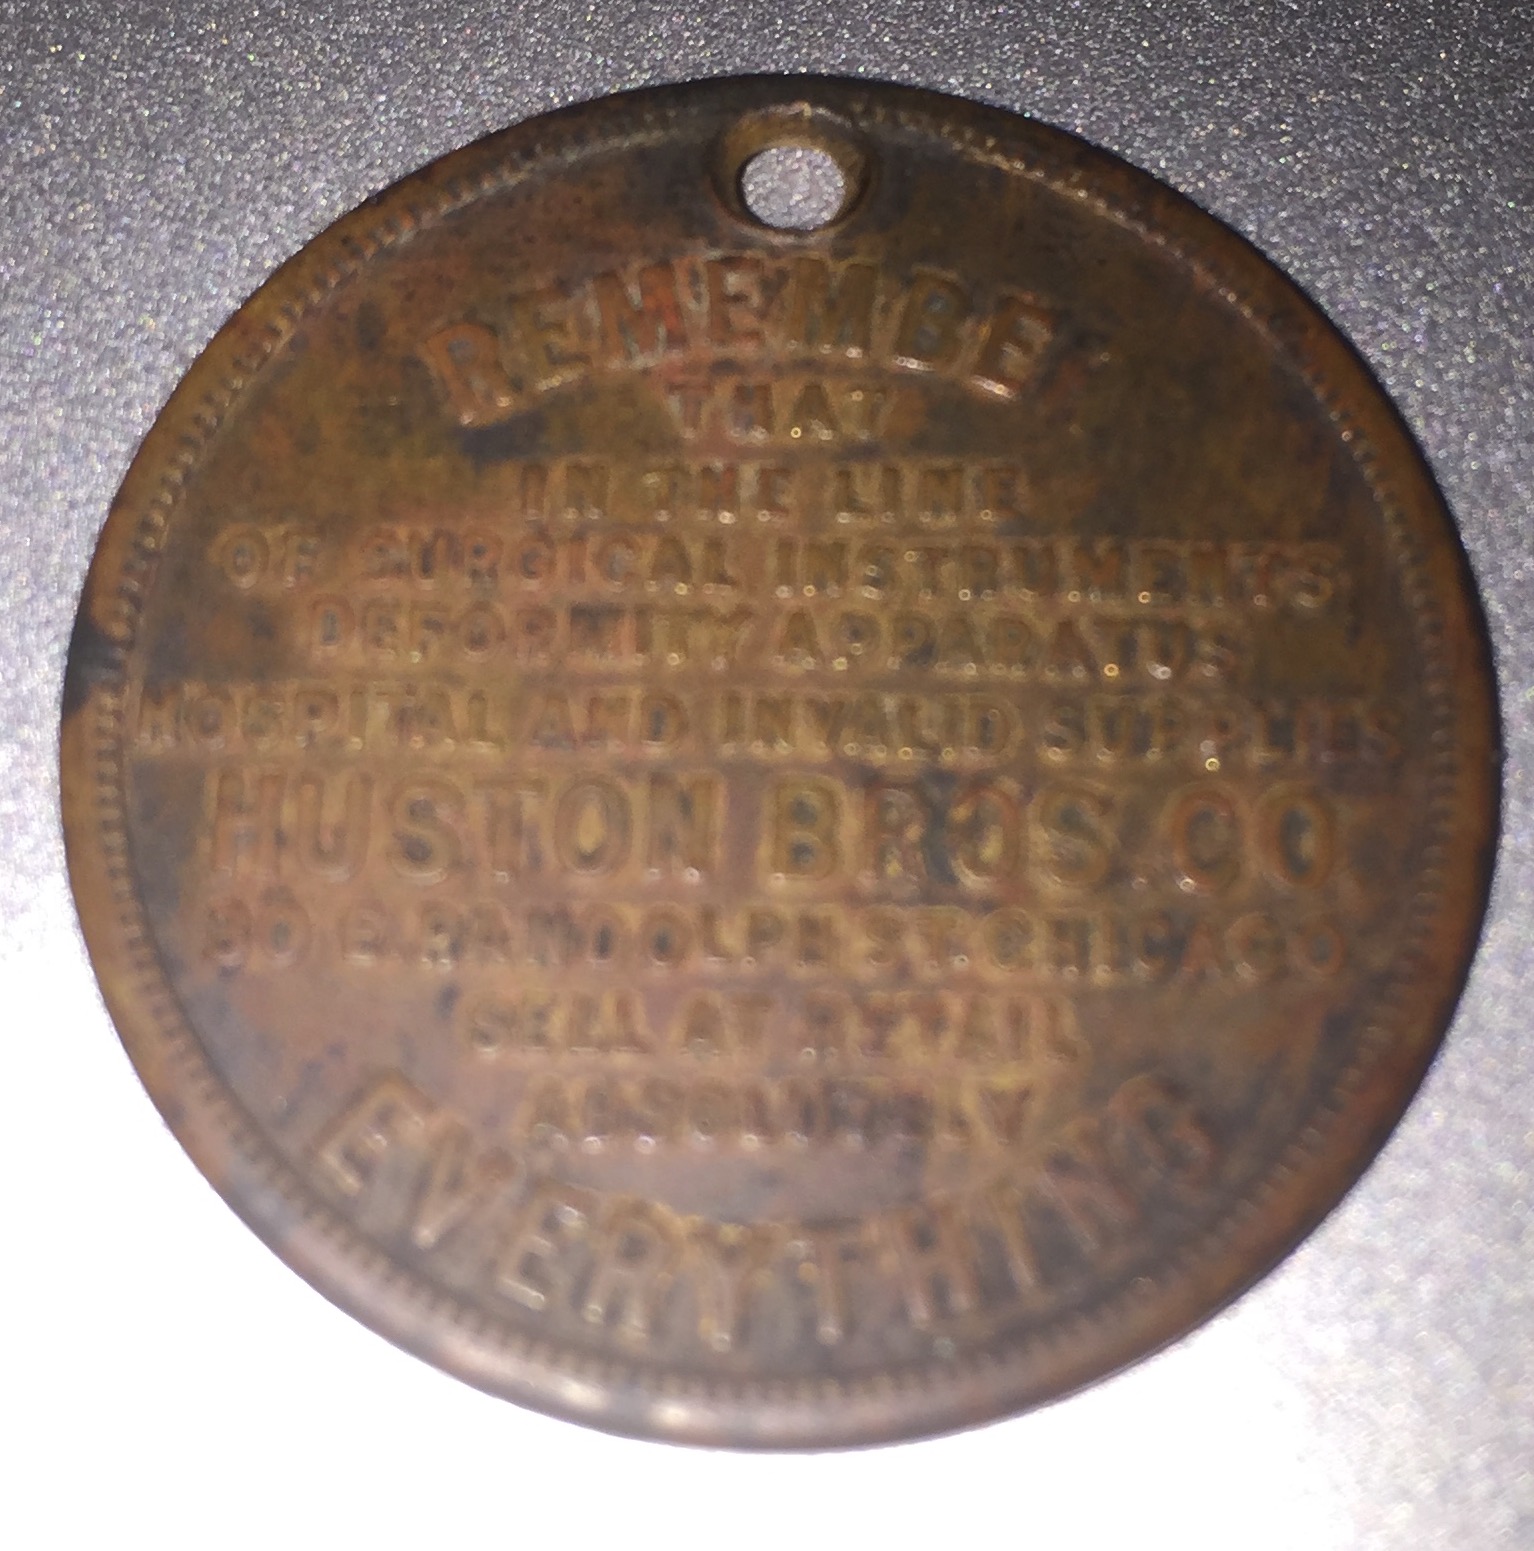 REMEMBER
THAT
IN THE LINE
OF SURGICAL INSTRUMENTS
DEFORMITY APPARATUS
HOSPITAL AND INVALID SUPPLIES
HUSTON BROS. CO
30 E. RANDOLPH ST. CHICAGO
SELL AT RETAIL
ABSOLUTELY
EVERYTHING